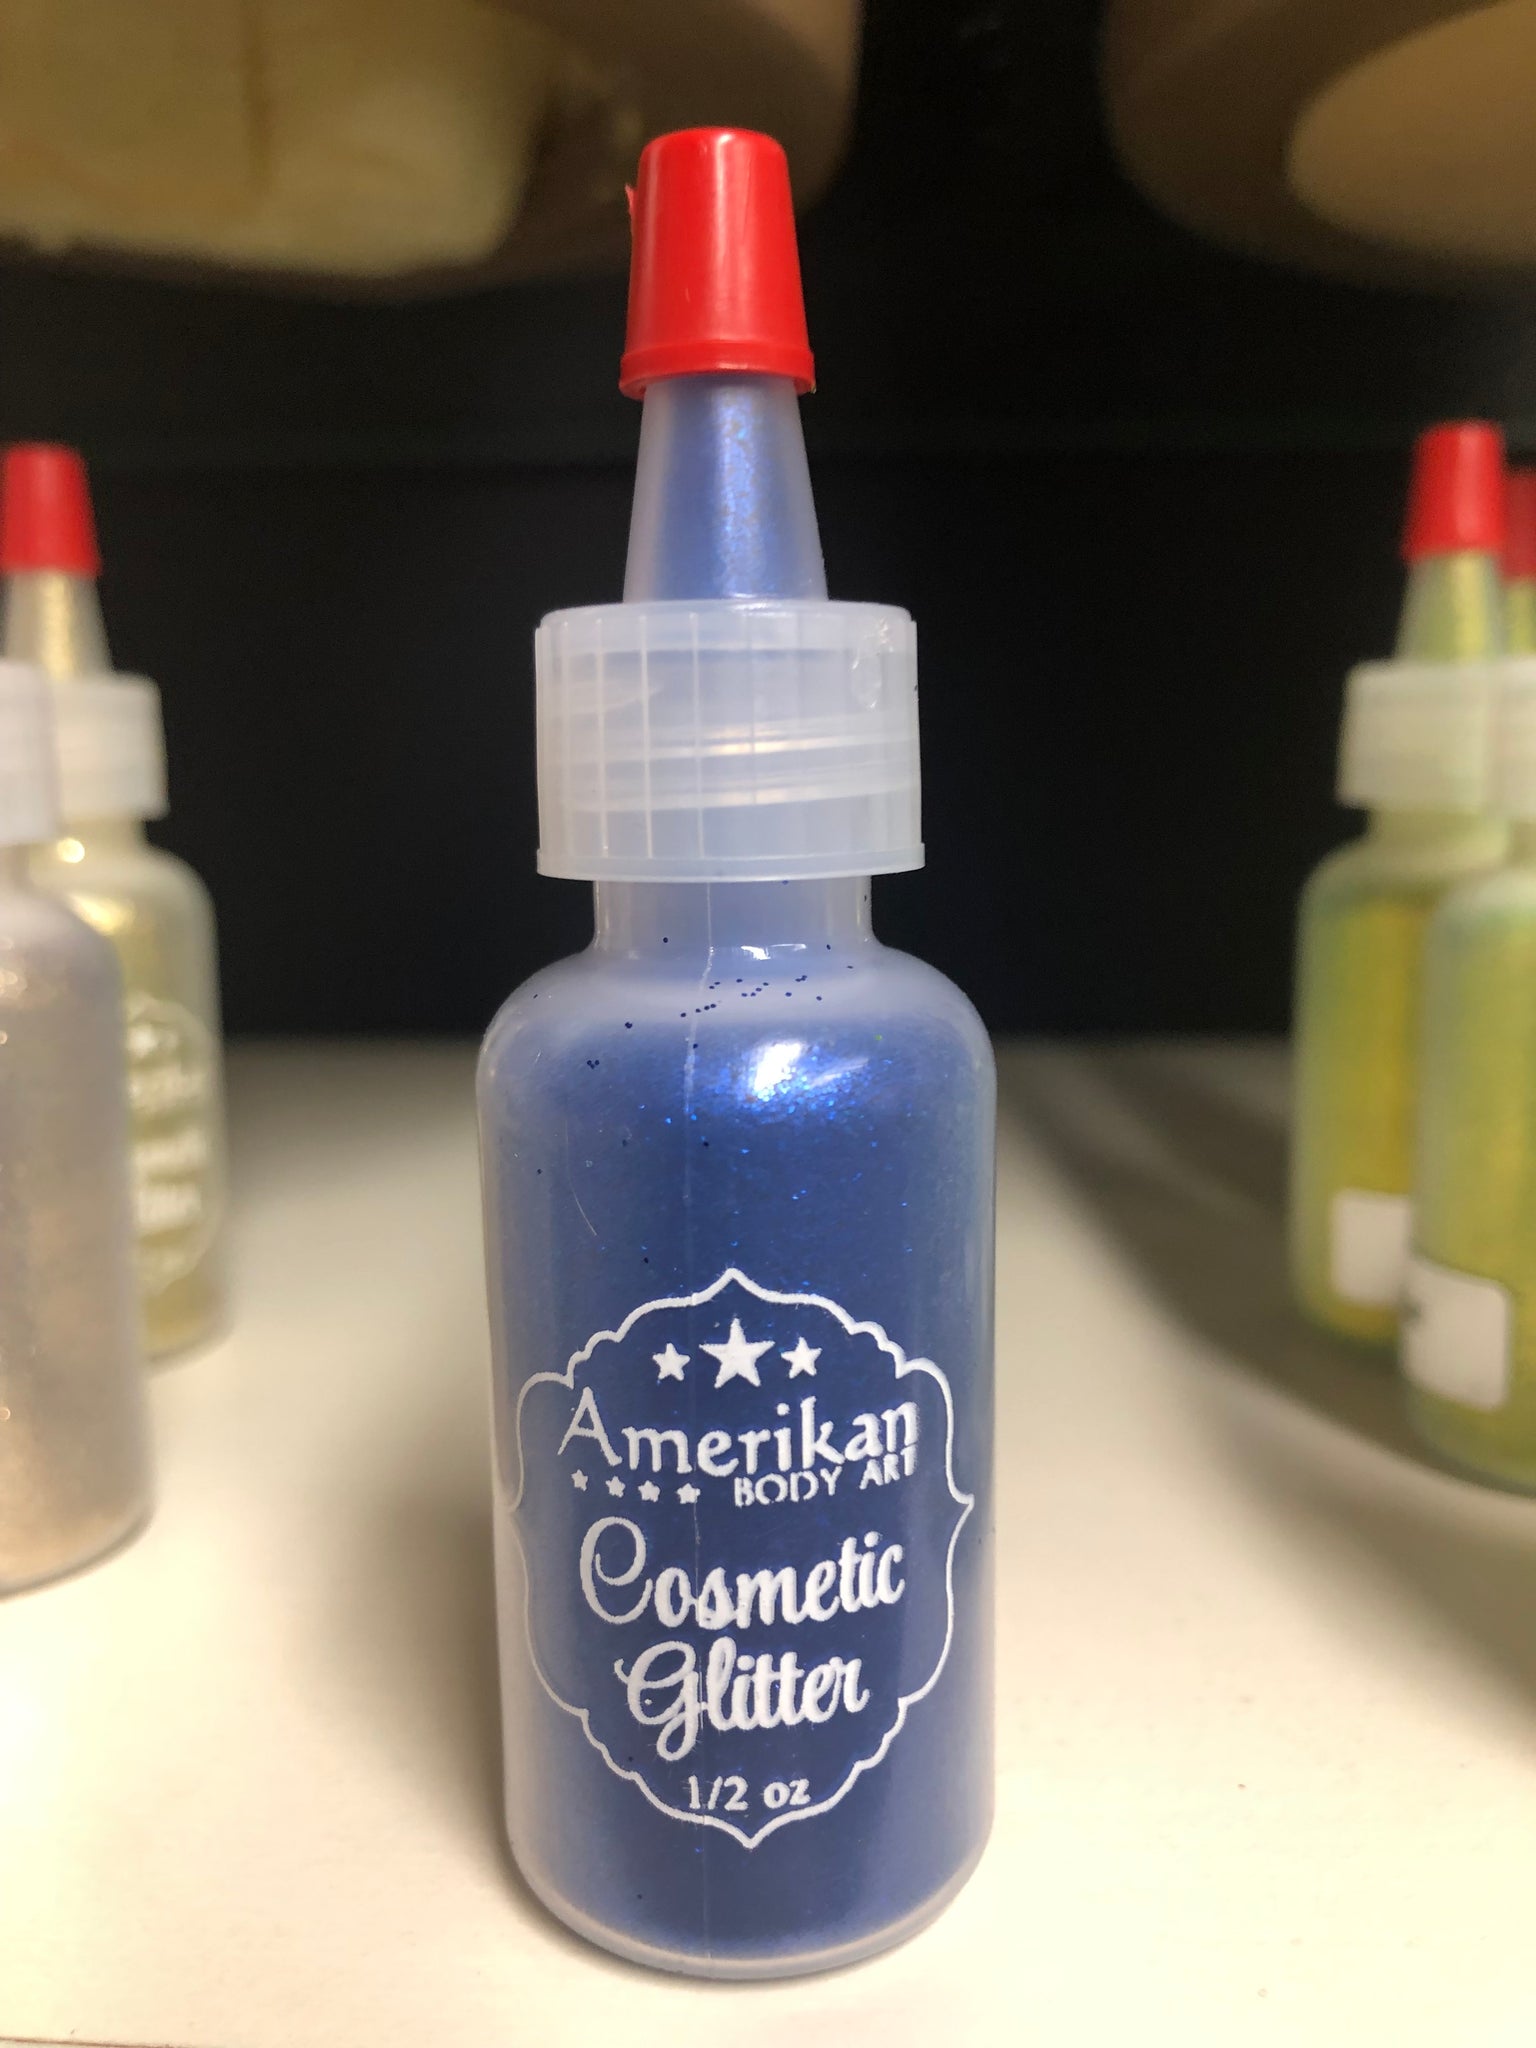 Amerikan
BODY ART
Cosmetic
Glitter
1/2 oz